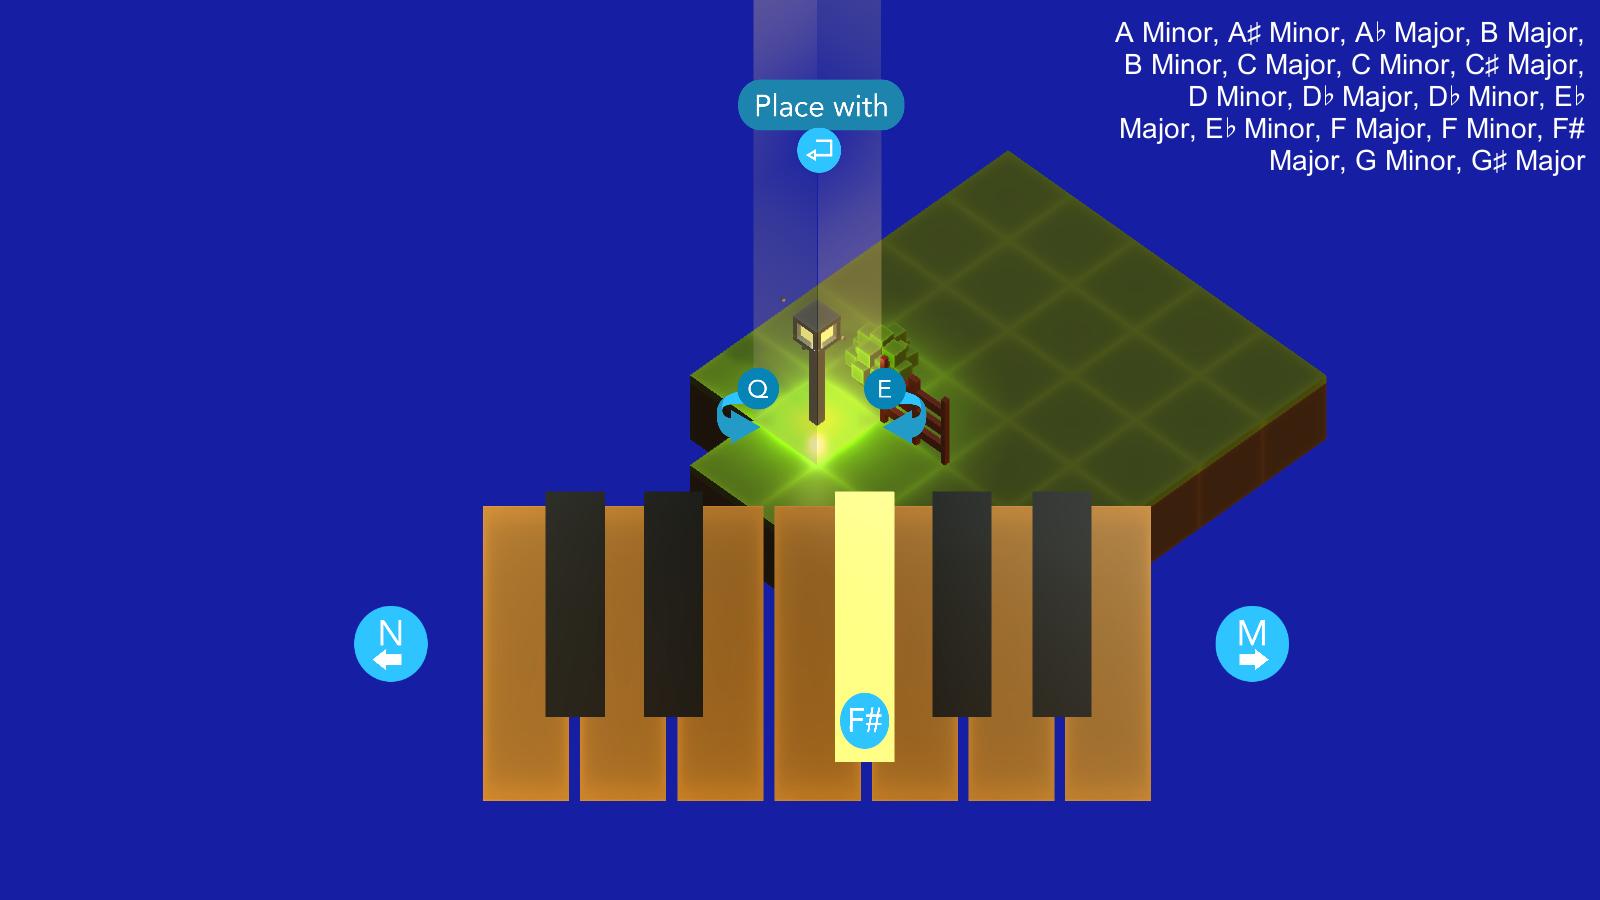 A Minor, A♯ Minor, A♭ Major, B Major,
B Minor, C Major, C Minor, C♯ Major,
D Minor, D♭ Major, D♭ Minor, E♭
Major, E♭ Minor, F Major, F Minor, F#
Major, G Minor, G♯ Major
Place with
Q
E
N
M
F#